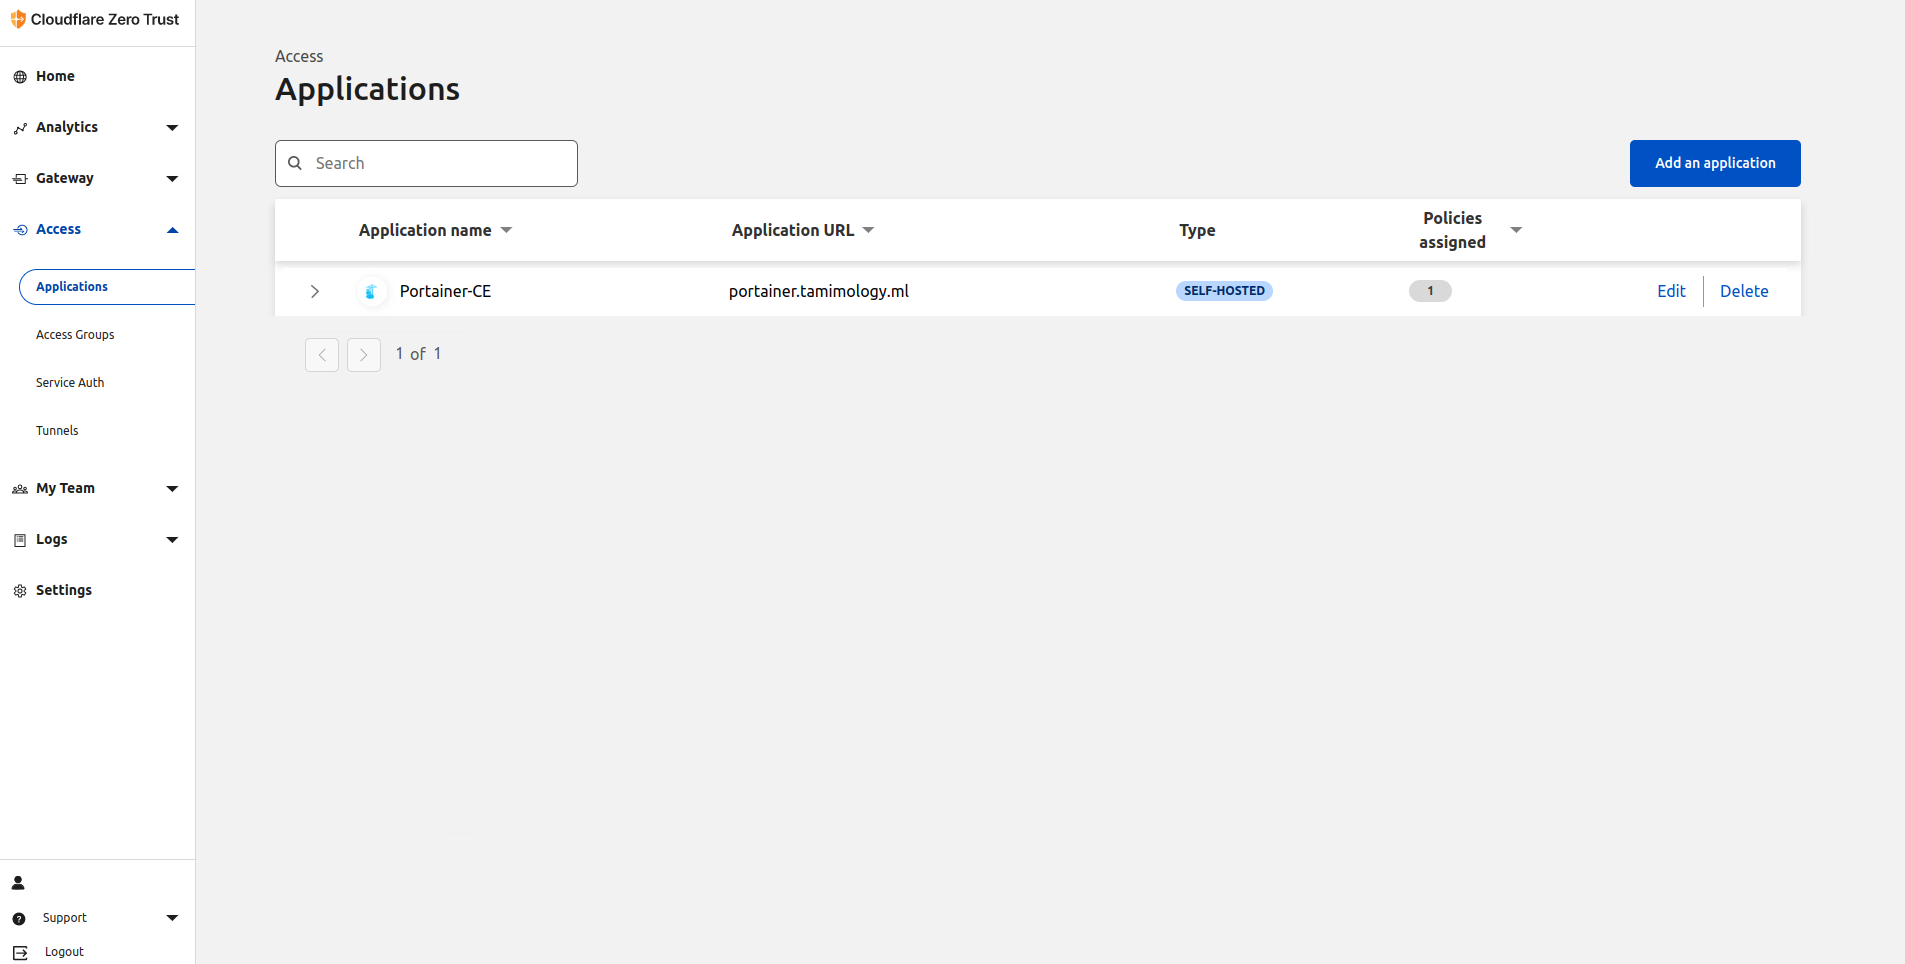 Cloudflare Zero Trust
Home
Analytics
Gateway
Access
Applications
Access Groups
Service Auth
Tunnels
My Team
Logs
Settings
Support
Logout
Access
Applications
Search
Add an application
Application name
Application URL
Type
Policies
assigned
Portainer-CE
portainer.tamimology.ml
SELF-HOSTED
1
Edit
Delete
1 of 1